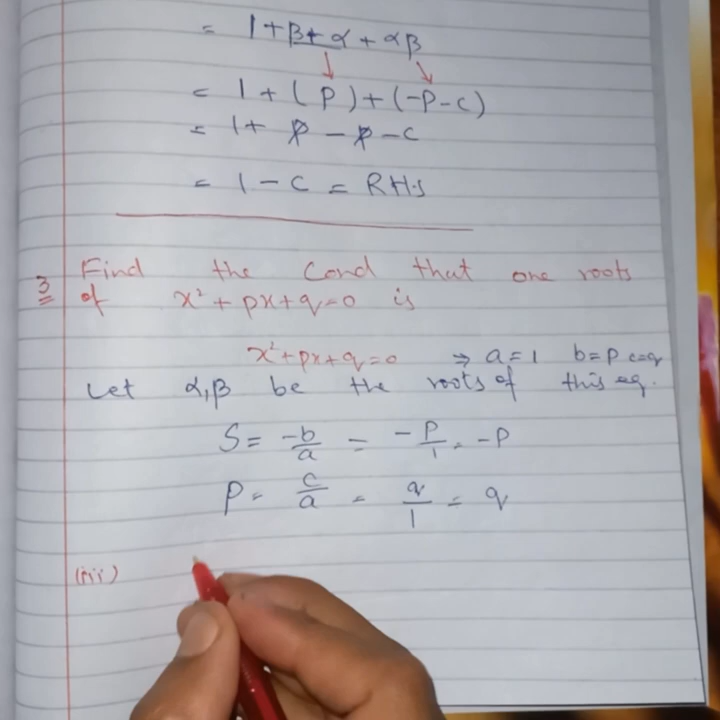 = 1 + β + α + αβ
= 1 + (P) + (-P - c)
= 1 + P - P - c
= 1 - c = RHS
3 Find the Cond that one roots
of x² + px + q = 0 is
x² + px + q = 0 ⇒ a = 1 b = P c = q
Let α, β be the roots of this eq.
S = -b/a = -P/1 = -P
P = c/a = q/1 = q
(iii)